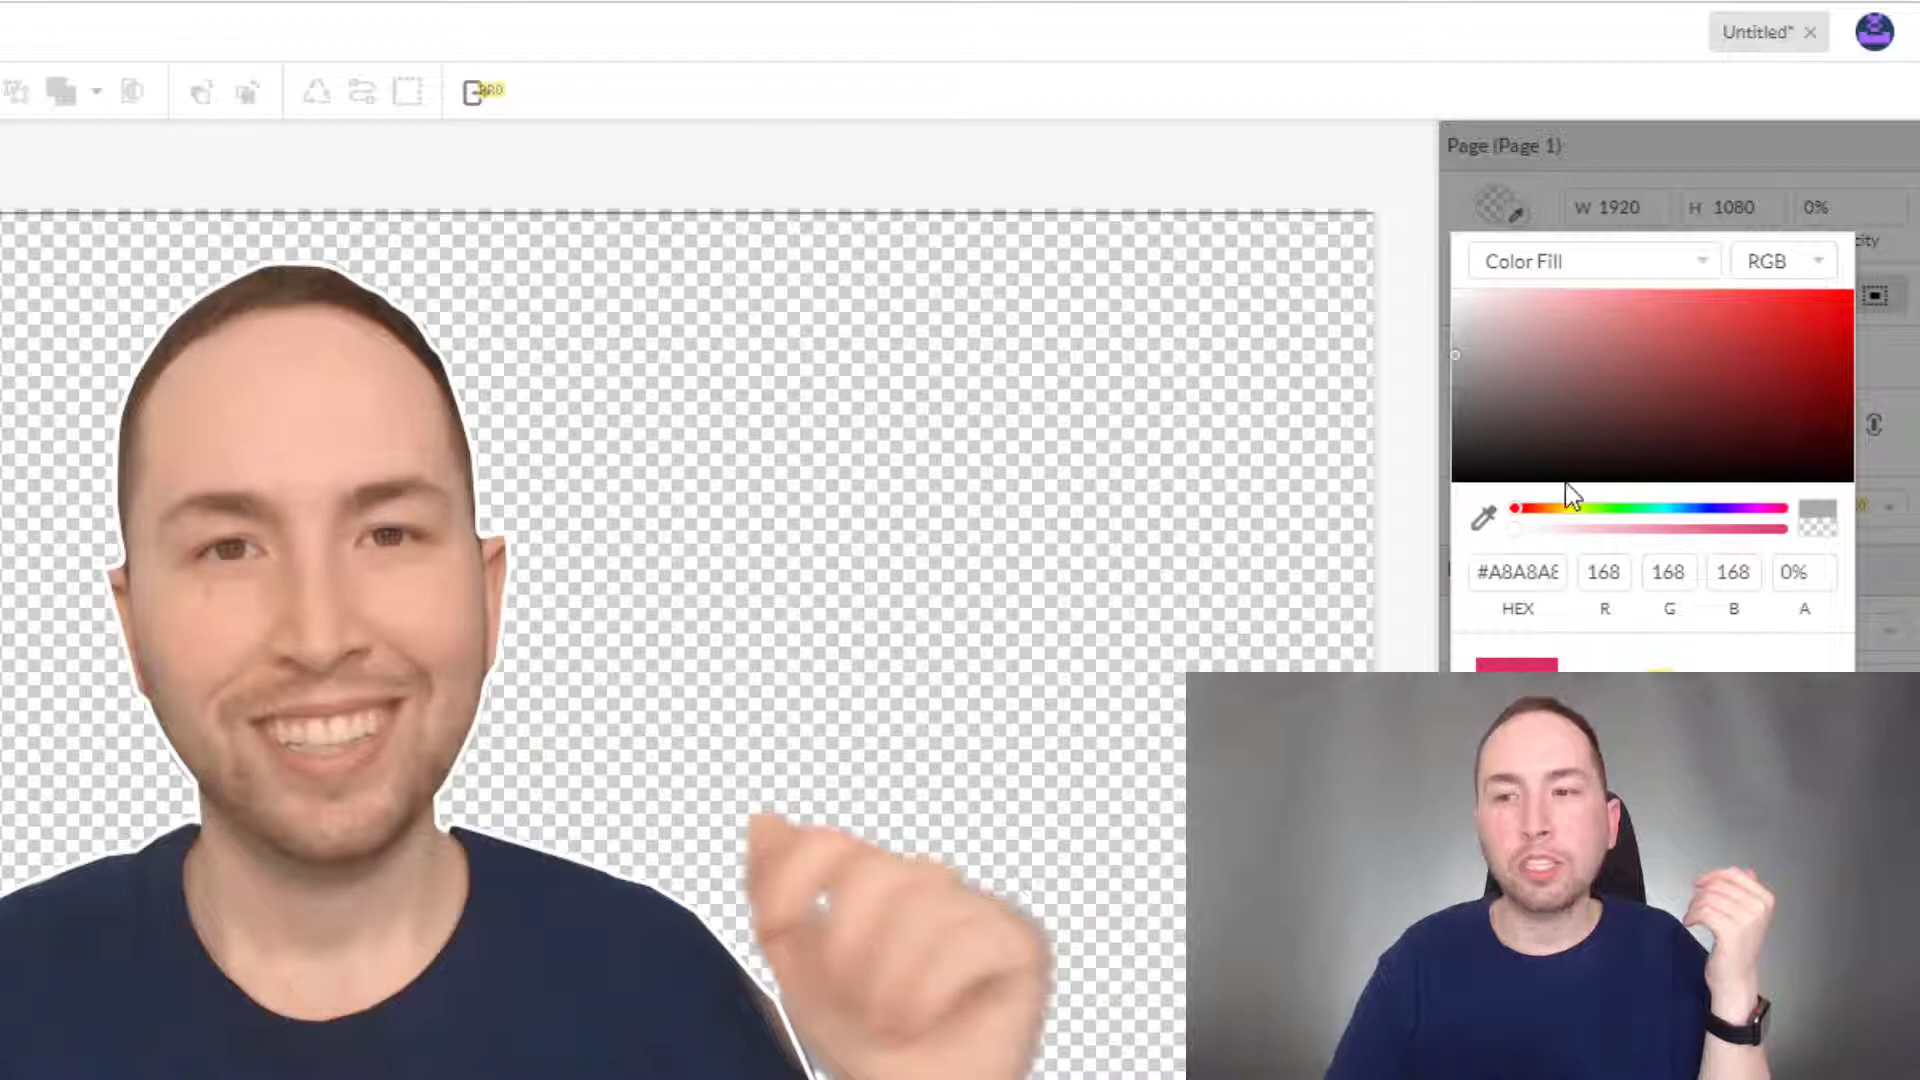 Untitled*
PRO
Page (Page 1)
W 1920 H 1080 0%
Color Fill RGB
#A8A8A8 168 168 168 0%
HEX R G B A